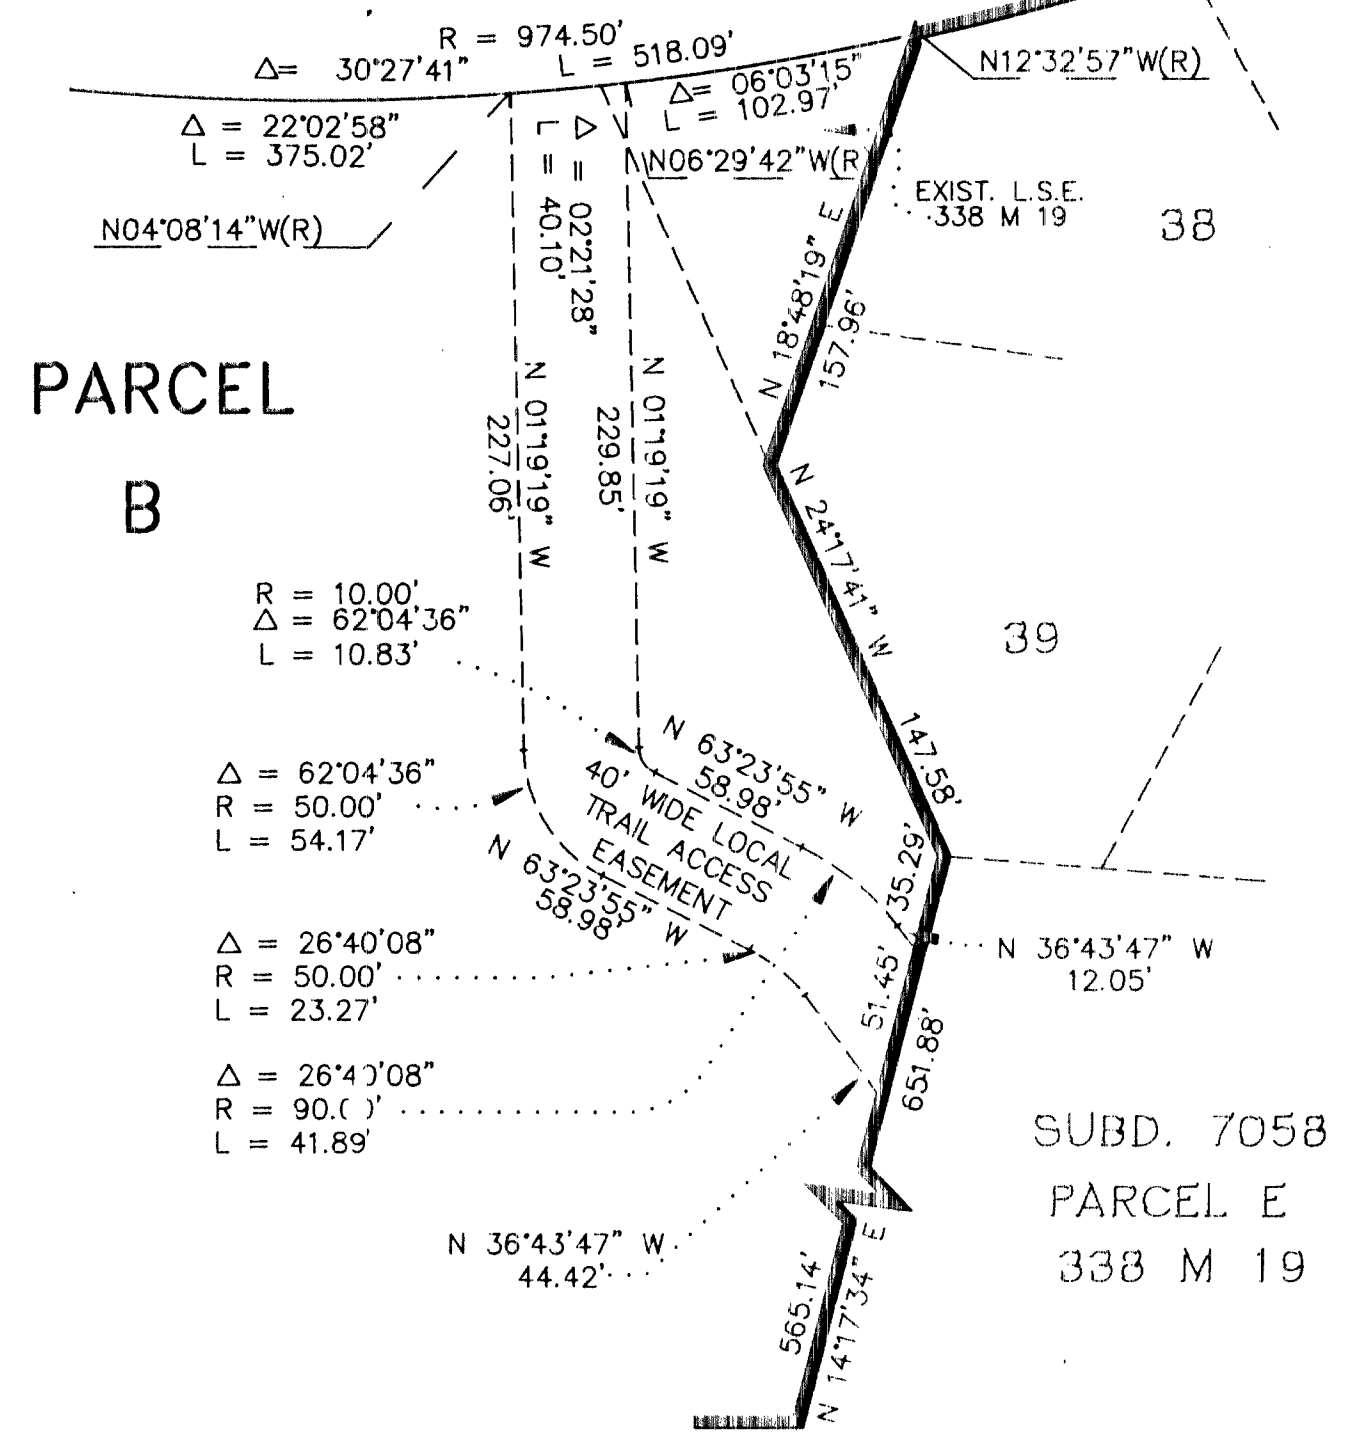 R = 974.50'
Δ= 30°27'41" L = 518.09'
Δ = 22°02'58"
L = 375.02'
Δ= 06°03'15"
L = 102.97'
N12°32'57"W(R)
N04°08'14"W(R)
Δ = 02°21'28"
L = 40.10'
N06°29'42"W(R
EXIST. L.S.E.
338 M 19
38
N 18°48'19" E
157.96'
PARCEL
B
N 01°19'19" W
227.06'
N 01°19'19" W
229.85'
N 24°17'41" W
147.58'
39
R = 10.00'
Δ = 62°04'36"
L = 10.83'
N 63°23'55" W
58.98'
Δ = 62°04'36"
R = 50.00'
L = 54.17'
40' WIDE LOCAL
TRAIL ACCESS
EASEMENT
N 63°23'55" W
58.98'
35.29'
Δ = 26°40'08"
R = 50.00'
L = 23.27'
N 36°43'47" W
12.05'
51.45'
651.88'
Δ = 26°40'08"
R = 90.00'
L = 41.89'
SUBD. 7058
PARCEL E
338 M 19
N 36°43'47" W
44.42'
565.14'
N 14°17'34" E